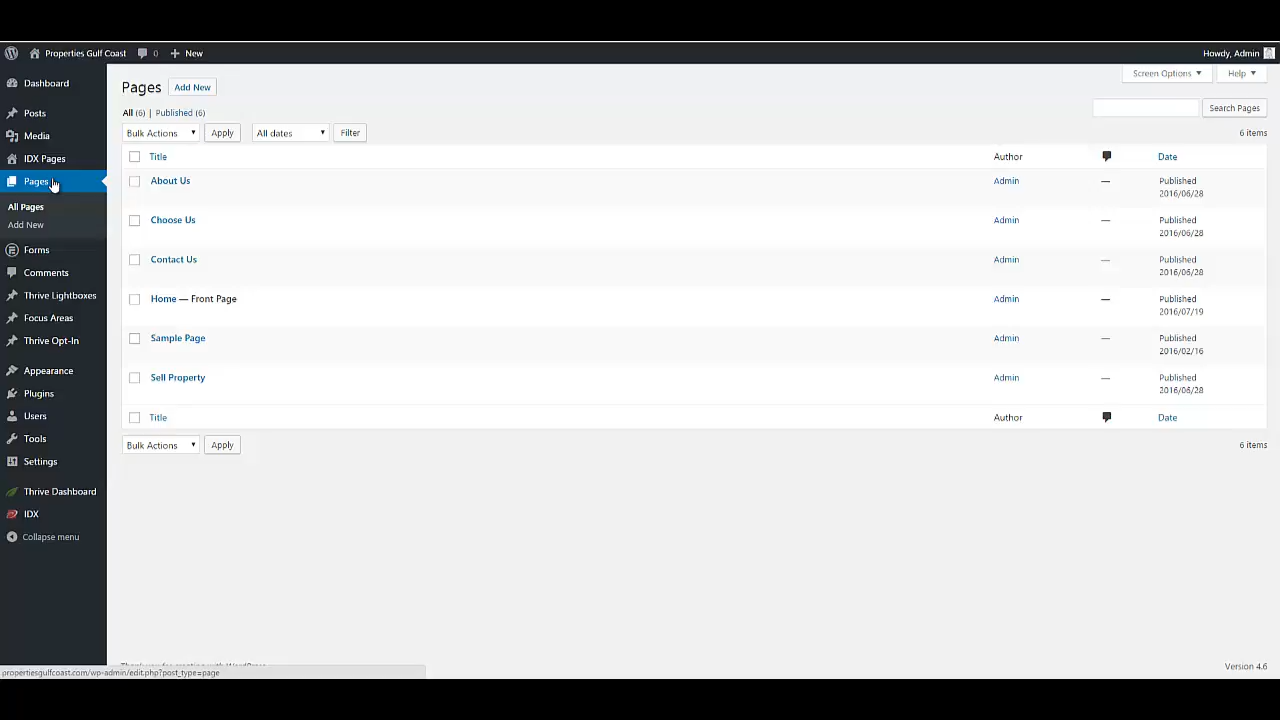 Properties Gulf Coast 0 New Howdy, Admin
Dashboard
Posts
Media
IDX Pages
Pages
All Pages
Add New
Forms
Comments
Thrive Lightboxes
Focus Areas
Thrive Opt-In
Appearance
Plugins
Users
Tools
Settings
Thrive Dashboard
IDX
Collapse menu
Screen Options Help
Pages Add New
All (6) | Published (6)
Search Pages
Bulk Actions Apply All dates Filter 6 items
Title Author Date
About Us Admin — Published
2016/06/28
Choose Us Admin — Published
2016/06/28
Contact Us Admin — Published
2016/06/28
Home — Front Page Admin — Published
2016/07/19
Sample Page Admin — Published
2016/02/16
Sell Property Admin — Published
2016/06/28
Title Author Date
Bulk Actions Apply 6 items
Thank you for creating with WordPress Version 4.6
propertiesgulfcoast.com/wp-admin/edit.php?post_type=page